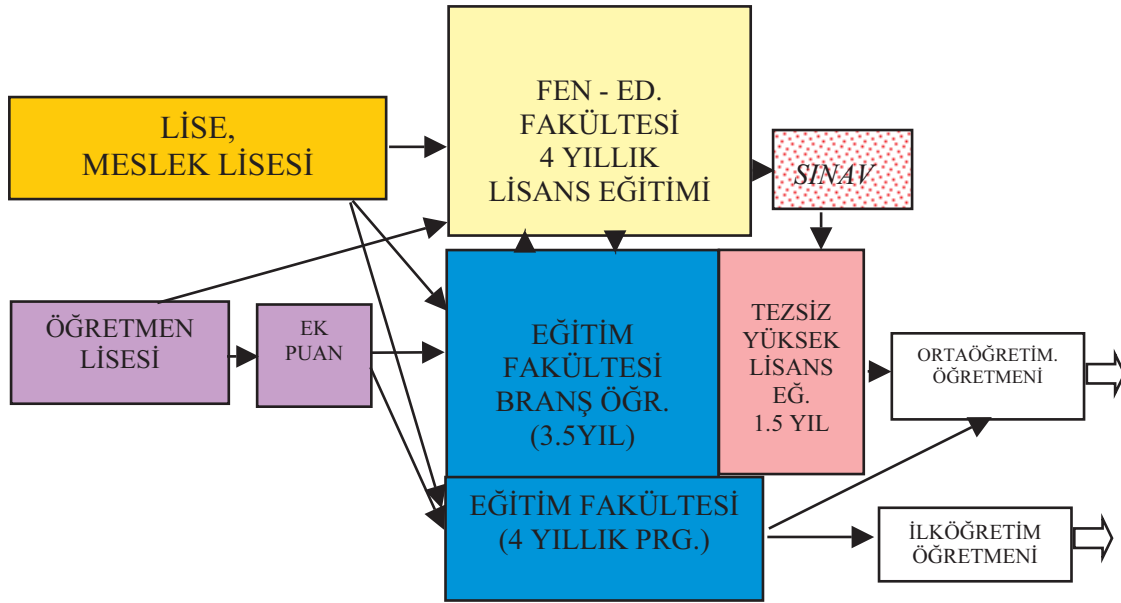 FEN - ED.
FAKÜLTESİ
4 YILLIK
LİSANS EĞİTİMİ
LİSE,
MESLEK LİSESİ
SINAV
ÖĞRETMEN
LİSESİ
EK
PUAN
EĞİTİM
FAKÜLTESİ
BRANŞ ÖĞR.
(3.5YIL)
TEZSİZ
YÜKSEK
LİSANS
EĞ.
1.5 YIL
ORTAÖĞRETİM.
ÖĞRETMENİ
EĞİTİM FAKÜLTESİ
(4 YILLIK PRG.)
İLKÖĞRETİM
ÖĞRETMENİ